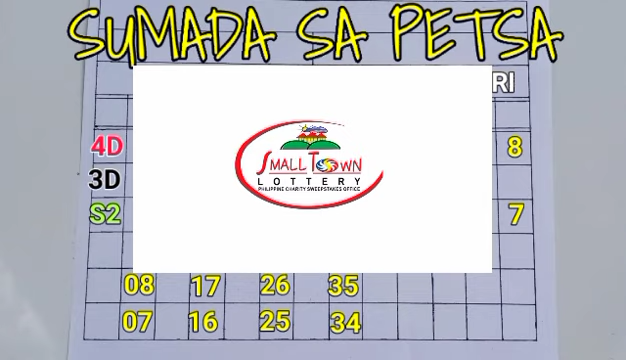 SUMADA SA PETSA
RI
4D 8
SMALL TOWN
LOTTERY
PHILIPPINE CHARITY SWEEPSTAKES OFFICE
3D
S2 7
08 17 26 35
07 16 25 34